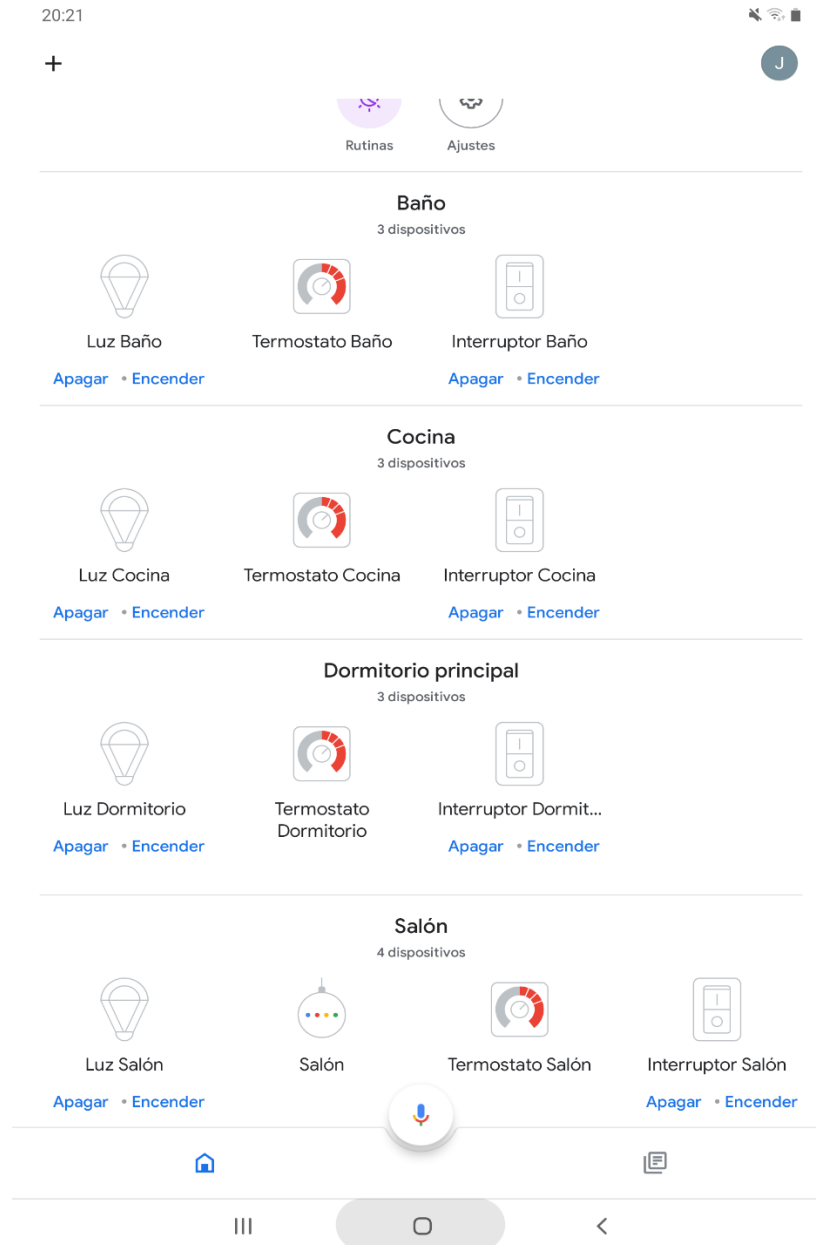 20:21
J
Rutinas Ajustes
Baño
3 dispositivos
Luz Baño Termostato Baño Interruptor Baño
Apagar • Encender Apagar • Encender
Cocina
3 dispositivos
Luz Cocina Termostato Cocina Interruptor Cocina
Apagar • Encender Apagar • Encender
Dormitorio principal
3 dispositivos
Luz Dormitorio Termostato Interruptor Dormit...
Dormitorio
Apagar • Encender Apagar • Encender
Salón
4 dispositivos
Luz Salón Salón Termostato Salón Interruptor Salón
Apagar • Encender Apagar • Encender